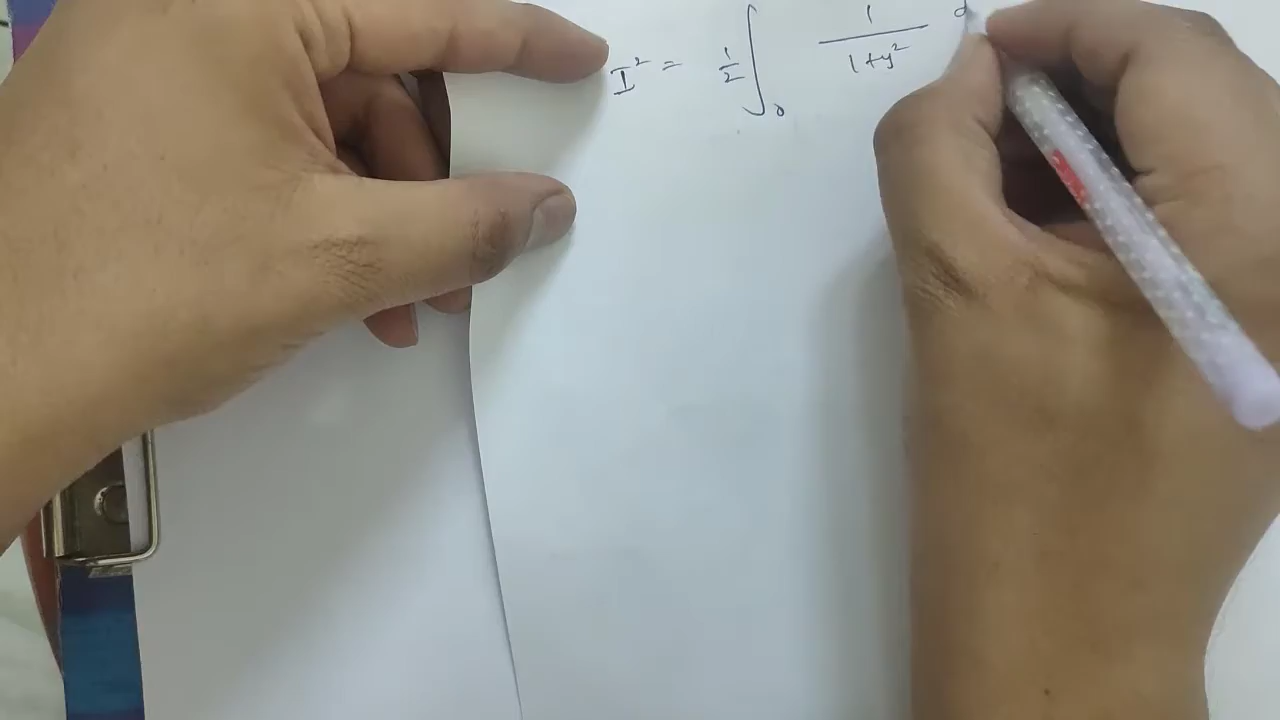 I² = 1/2 ∫₀ 1/(1+y²) d